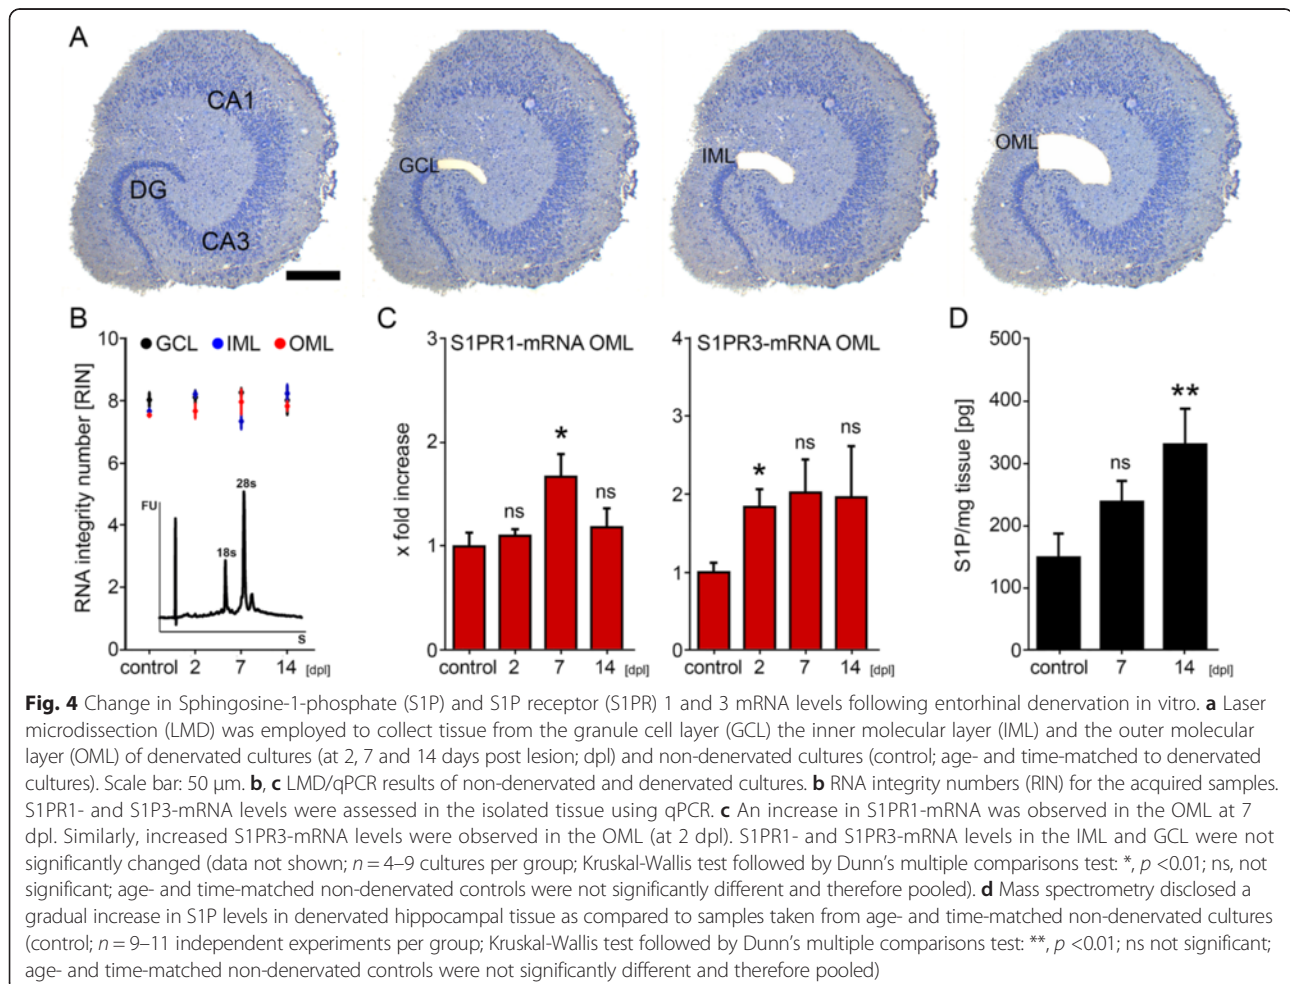 A
CA1
DG
CA3
GCL
IML
OML
B
GCL IML OML
RNA integrity number [RIN]
10
8
6
4
2
0
FU
18s
28s
S
control 2 7 14 [dpl]
C
S1PR1-mRNA OML
x fold increase
3
2
1
0
ns
*
ns
control 2 7 14 [dpl]
S1PR3-mRNA OML
4
3
2
1
0
*
ns
ns
control 2 7 14 [dpl]
D
S1P/mg tissue [pg]
500
400
300
200
100
0
ns
**
control 7 14 [dpl]
Fig. 4 Change in Sphingosine-1-phosphate (S1P) and S1P receptor (S1PR) 1 and 3 mRNA levels following entorhinal denervation in vitro. a Laser
microdissection (LMD) was employed to collect tissue from the granule cell layer (GCL) the inner molecular layer (IML) and the outer molecular
layer (OML) of denervated cultures (at 2, 7 and 14 days post lesion; dpl) and non-denervated cultures (control; age- and time-matched to denervated
cultures). Scale bar: 50 μm. b, c LMD/qPCR results of non-denervated and denervated cultures. b RNA integrity numbers (RIN) for the acquired samples.
S1PR1- and S1P3-mRNA levels were assessed in the isolated tissue using qPCR. c An increase in S1PR1-mRNA was observed in the OML at 7
dpl. Similarly, increased S1PR3-mRNA levels were observed in the OML (at 2 dpl). S1PR1- and S1PR3-mRNA levels in the IML and GCL were not
significantly changed (data not shown; n = 4–9 cultures per group; Kruskal-Wallis test followed by Dunn's multiple comparisons test: *, p <0.01; ns, not
significant; age- and time-matched non-denervated controls were not significantly different and therefore pooled). d Mass spectrometry disclosed a
gradual increase in S1P levels in denervated hippocampal tissue as compared to samples taken from age- and time-matched non-denervated cultures
(control; n = 9–11 independent experiments per group; Kruskal-Wallis test followed by Dunn's multiple comparisons test: **, p <0.01; ns not significant;
age- and time-matched non-denervated controls were not significantly different and therefore pooled)